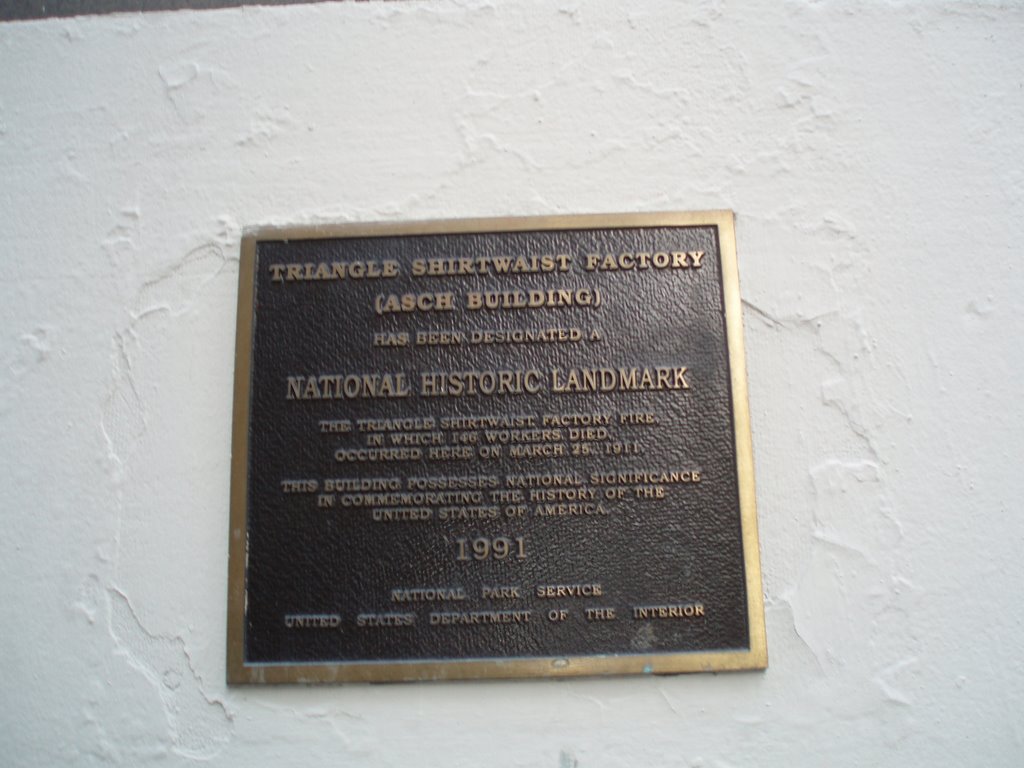 TRIANGLE SHIRTWAIST FACTORY
(ASCH BUILDING)
HAS BEEN DESIGNATED A
NATIONAL HISTORIC LANDMARK
THE TRIANGLE SHIRTWAIST FACTORY FIRE,
IN WHICH 146 WORKERS DIED,
OCCURRED HERE ON MARCH 25, 1911.
THIS BUILDING POSSESSES NATIONAL SIGNIFICANCE
IN COMMEMORATING THE HISTORY OF THE
UNITED STATES OF AMERICA.
1991
NATIONAL PARK SERVICE
UNITED STATES DEPARTMENT OF THE INTERIOR